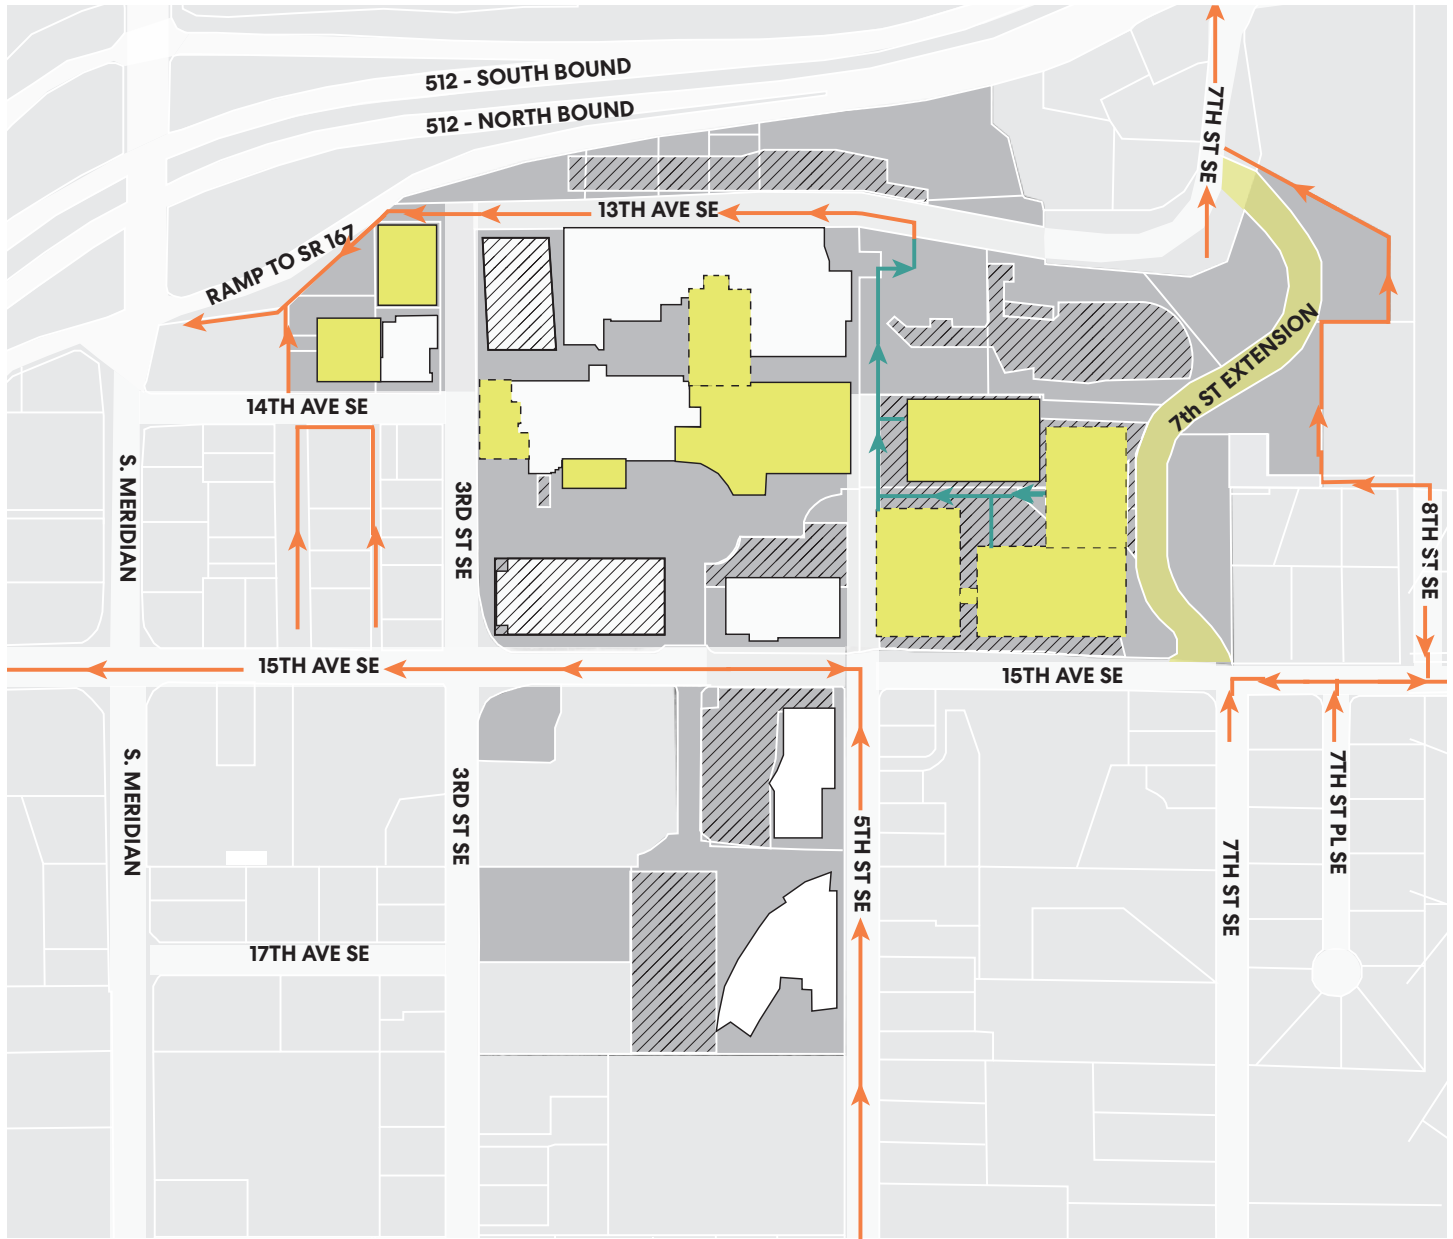 512 - SOUTH BOUND
512 - NORTH BOUND
7TH ST SE
13TH AVE SE
RAMP TO SR 167
7th ST EXTENSION
14TH AVE SE
S. MERIDIAN
3RD ST SE
8TH ST SE
15TH AVE SE
15TH AVE SE
S. MERIDIAN
3RD ST SE
5TH ST SE
7TH ST SE
7TH ST PL SE
17TH AVE SE